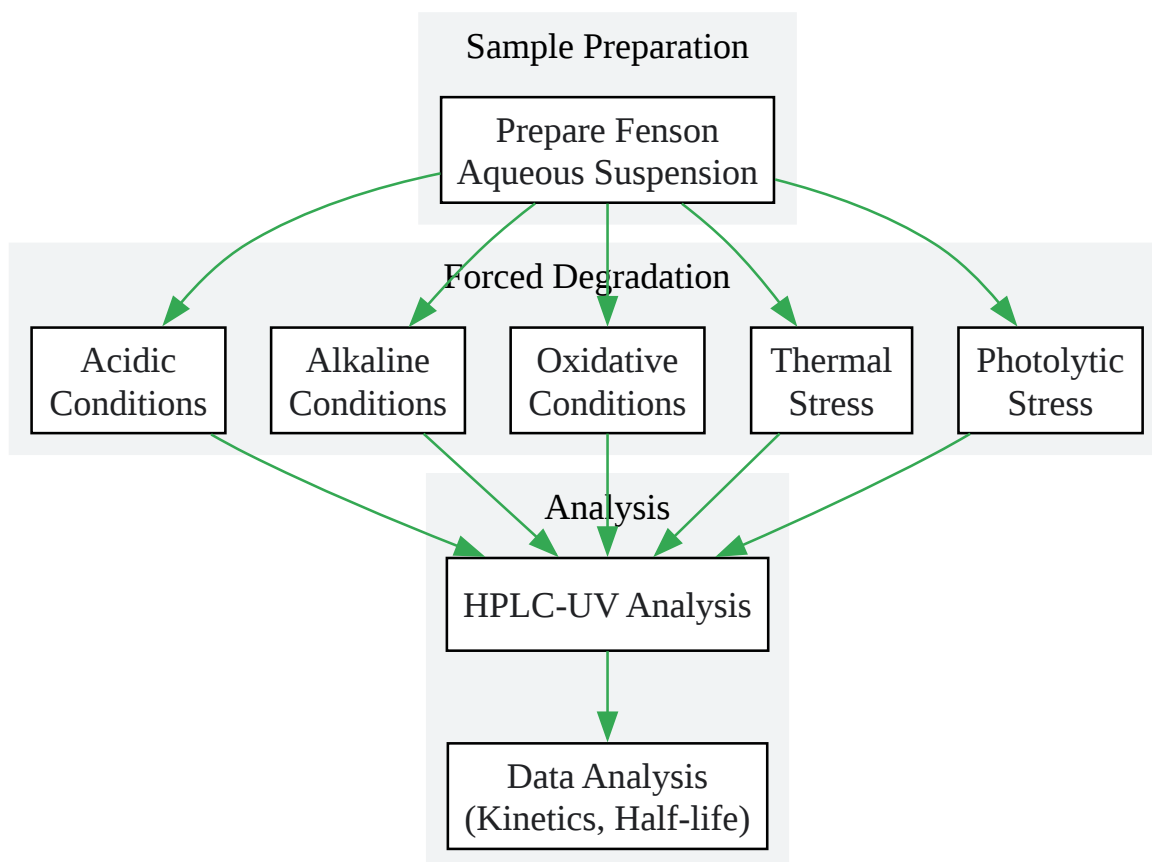 Sample Preparation
Prepare Fenson
Aqueous Suspension
Forced Degradation
Acidic
Conditions
Alkaline
Conditions
Oxidative
Conditions
Thermal
Stress
Photolytic
Stress
Analysis
HPLC-UV Analysis
Data Analysis
(Kinetics, Half-life)